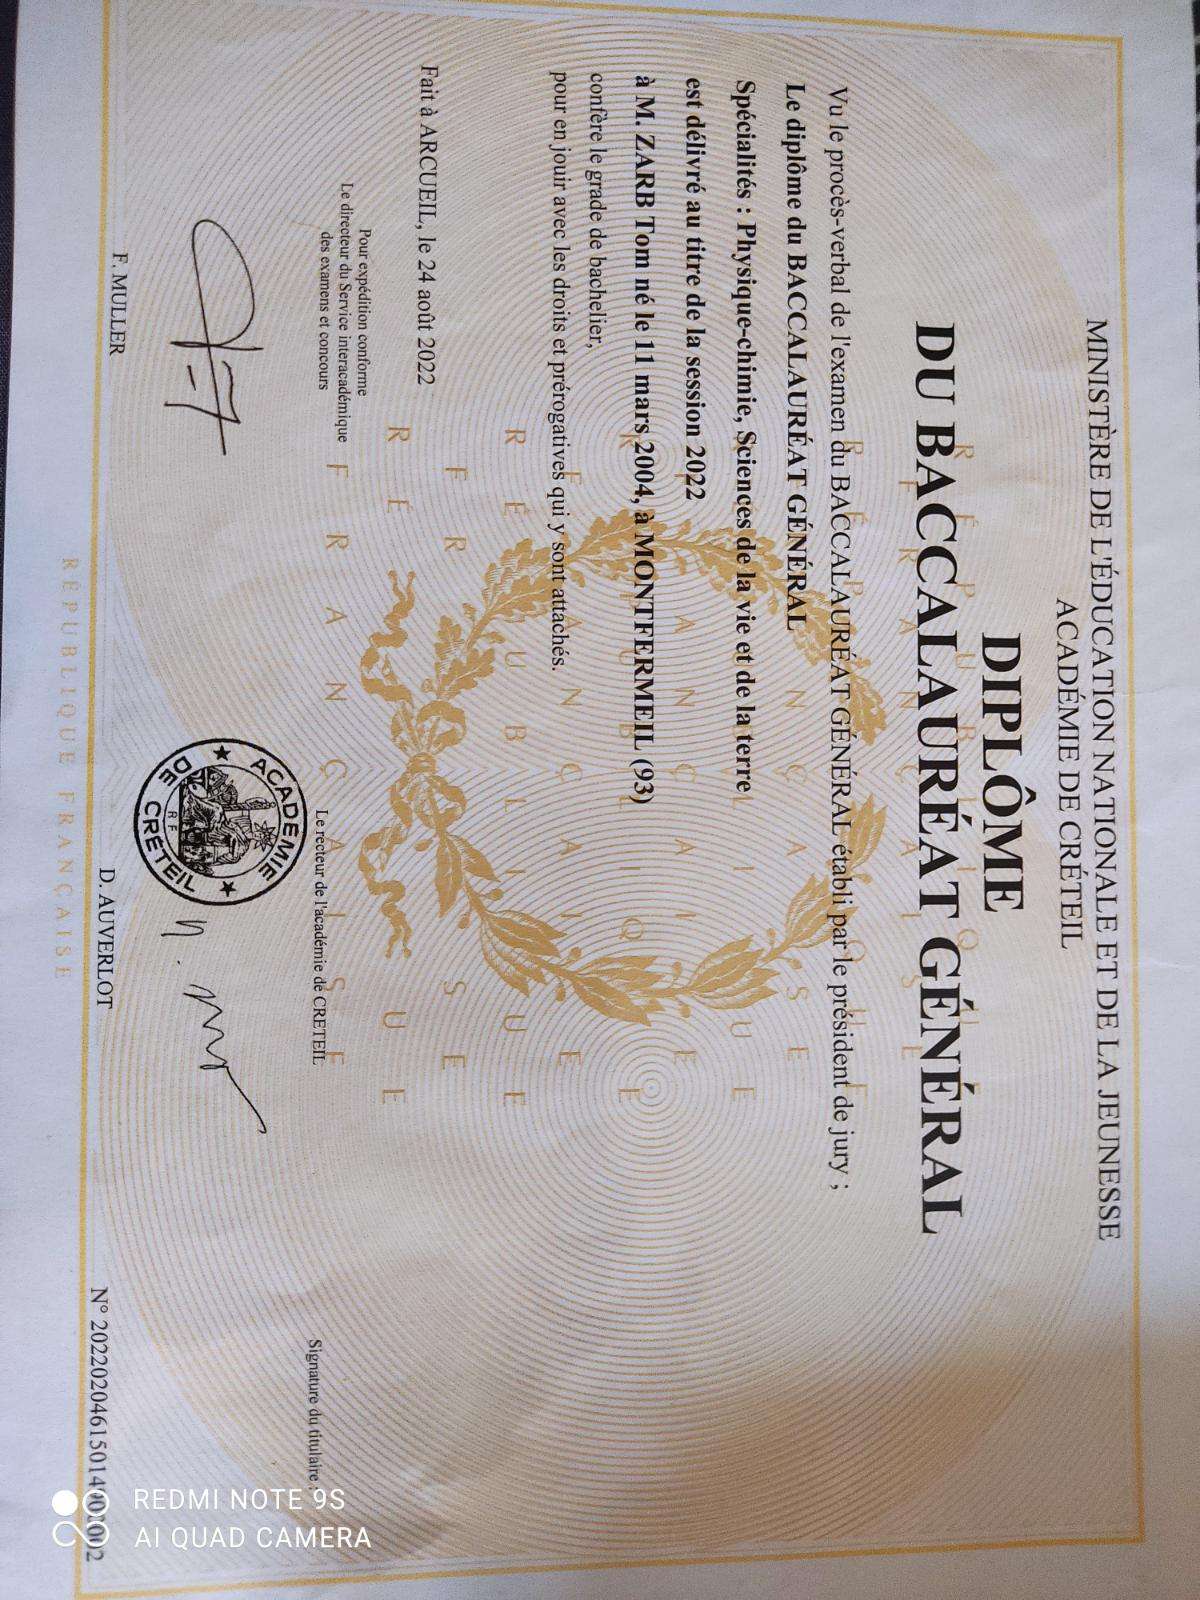 MINISTÈRE DE L'ÉDUCATION NATIONALE ET DE LA JEUNESSE
ACADÉMIE DE CRÉTEIL
DIPLÔME
DU BACCALAURÉAT GÉNÉRAL
Vu le procès-verbal de l'examen du BACCALAURÉAT GÉNÉRAL établi par le président de jury ;
Le diplôme du BACCALAURÉAT GÉNÉRAL
Spécialités : Physique-chimie, Sciences de la vie et de la terre
est délivré au titre de la session 2022
à M. ZARB Tom né le 11 mars 2004, à MONTFERMEIL (93)
confère le grade de bachelier,
pour en jouir avec les droits et prérogatives qui y sont attachés.
Fait à ARCUEIL, le 24 août 2022
Pour expédition conforme
Le directeur du Service interacadémique
des examens et concours
F. MULLER
Le recteur de l'académie de CRETEIL
ACADEMIE DE CRÉTEIL
RF
D. AUVERLOT
Signature du titulaire :
N°
RÉPUBLIQUE FRANÇAISE
REDMI NOTE 9S
AI QUAD CAMERA